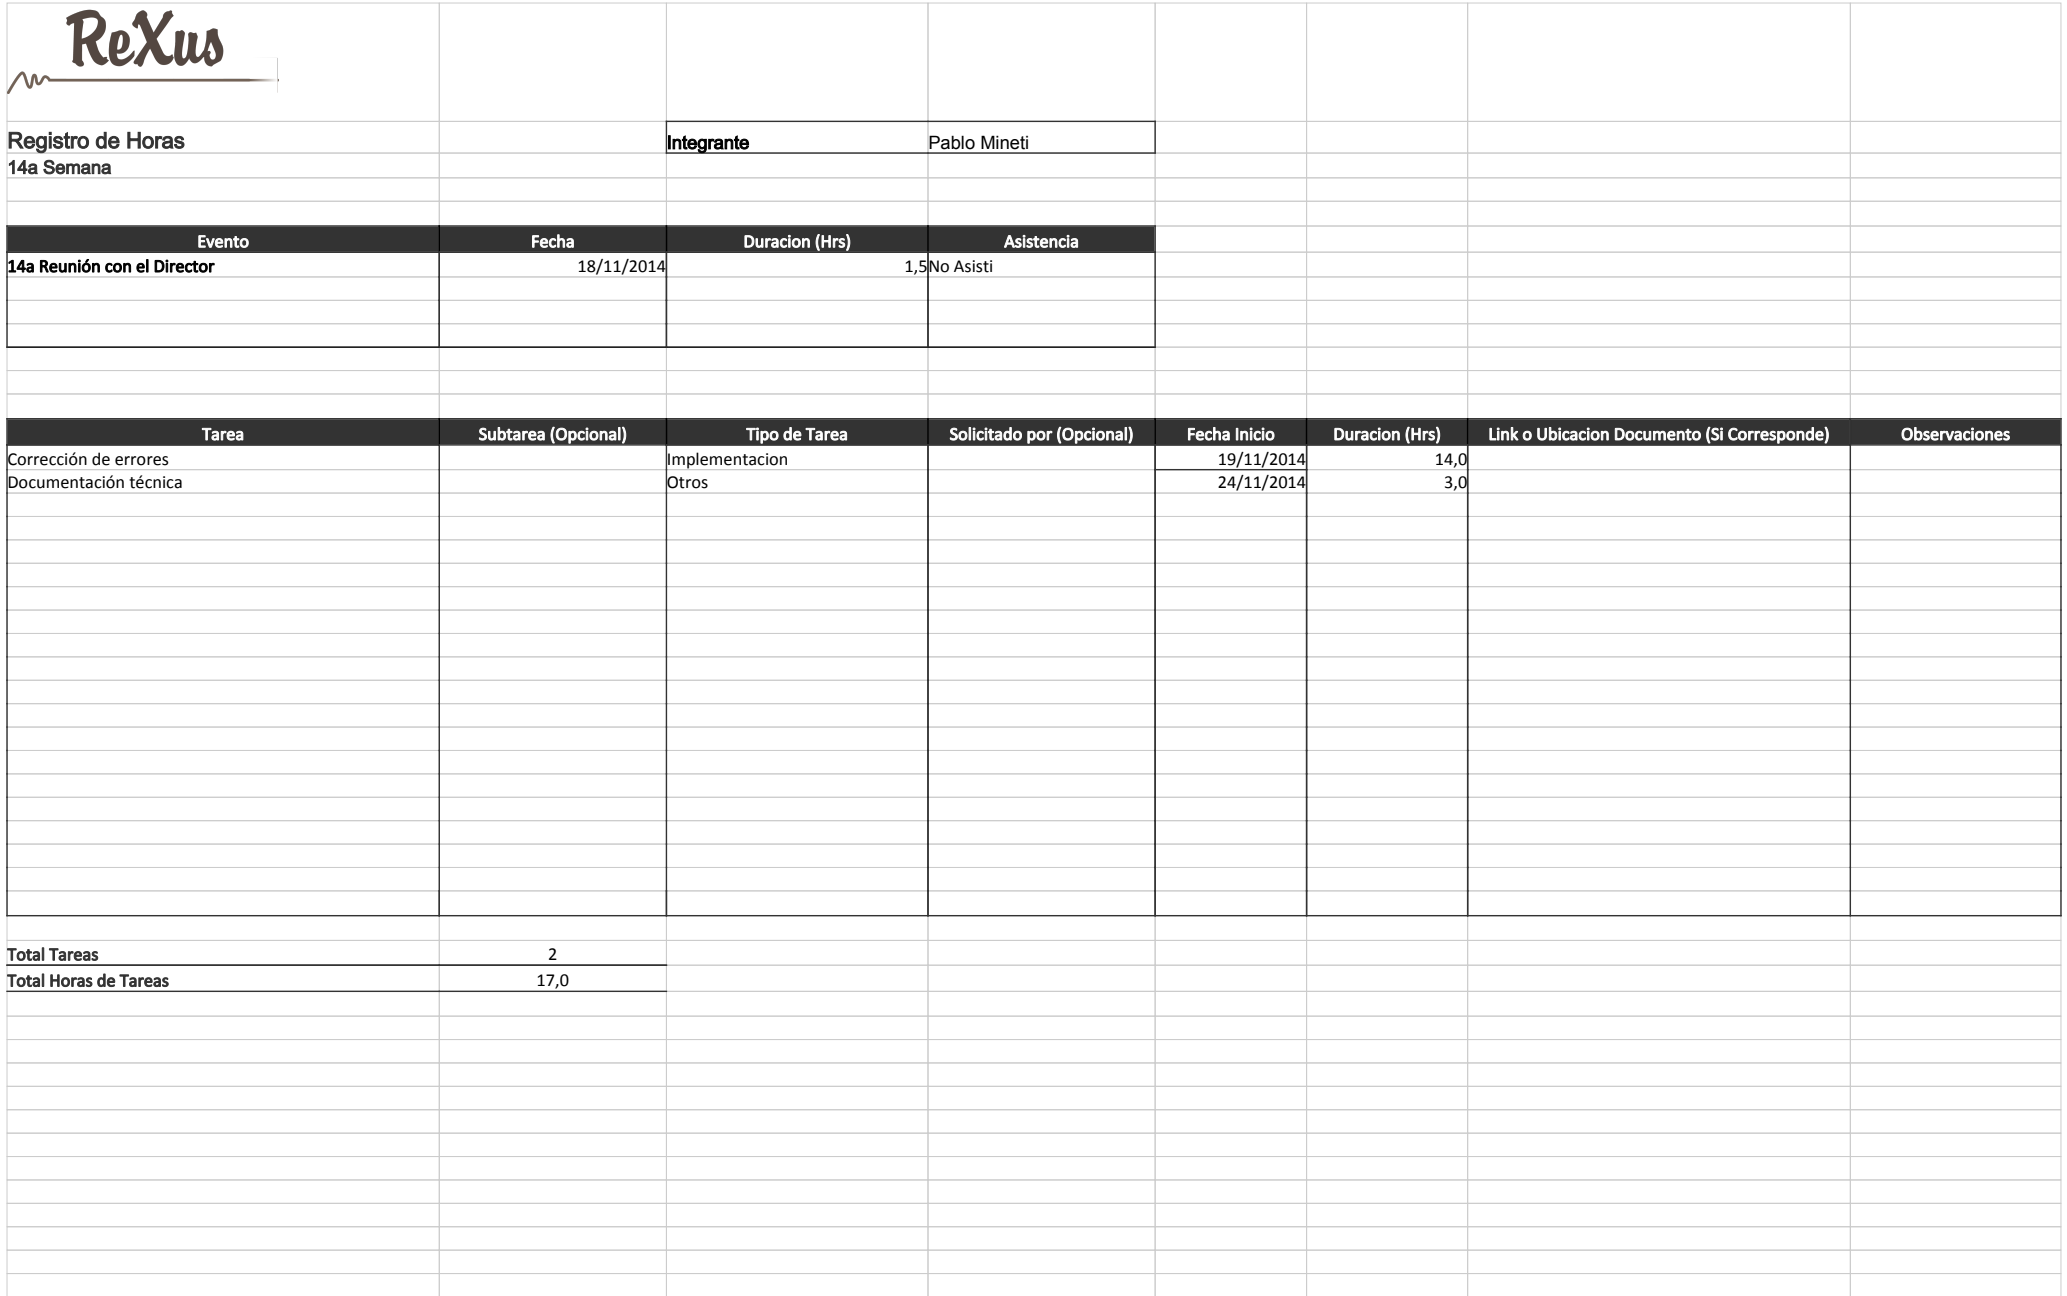 ReXus
Registro de Horas Integrante Pablo Mineti
14a Semana
Evento Fecha Duracion (Hrs) Asistencia
14a Reunión con el Director 18/11/2014 1,5 No Asisti
Tarea Subtarea (Opcional) Tipo de Tarea Solicitado por (Opcional) Fecha Inicio Duracion (Hrs) Link o Ubicacion Documento (Si Corresponde) Observaciones
Corrección de errores Implementacion 19/11/2014 14,0
Documentación técnica Otros 24/11/2014 3,0
Total Tareas 2
Total Horas de Tareas 17,0